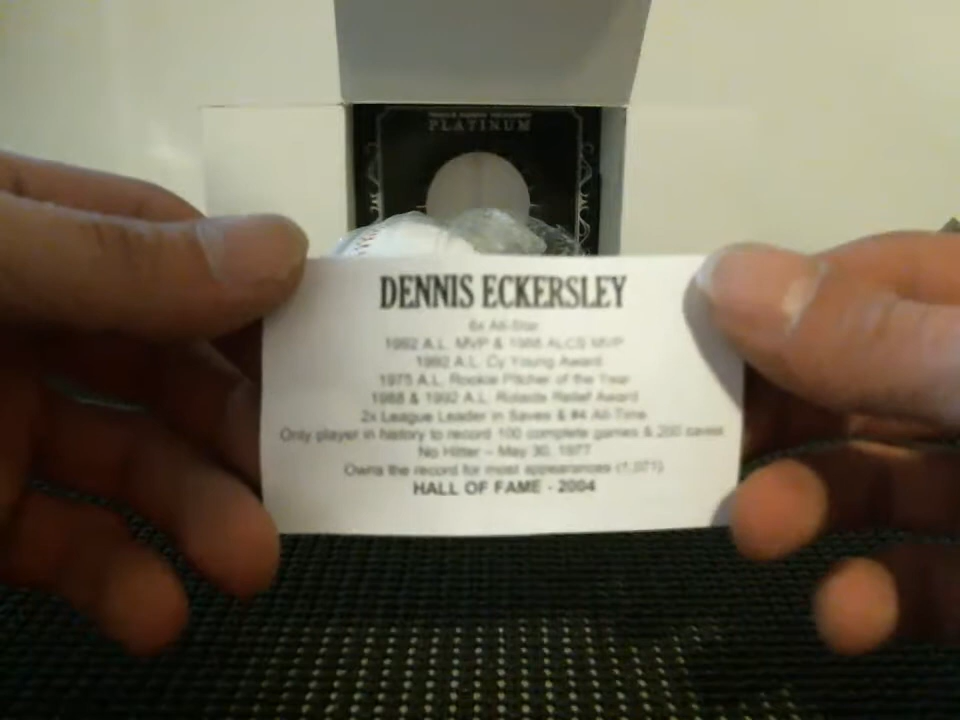 PLATINUM
DENNIS ECKERSLEY
6x All-Star
1992 A.L. MVP & 1988 ALCS MVP
1992 A.L. Cy Young Award
1975 A.L. Rookie Pitcher of the Year
1988 & 1992 A.L. Rolaids Relief Award
2x League Leader in Saves & #4 All-Time
Only player in history to record 100 complete games & 200 saves
No Hitter – May 30, 1977
Owns the record for most appearances (1,071)
HALL OF FAME - 2004